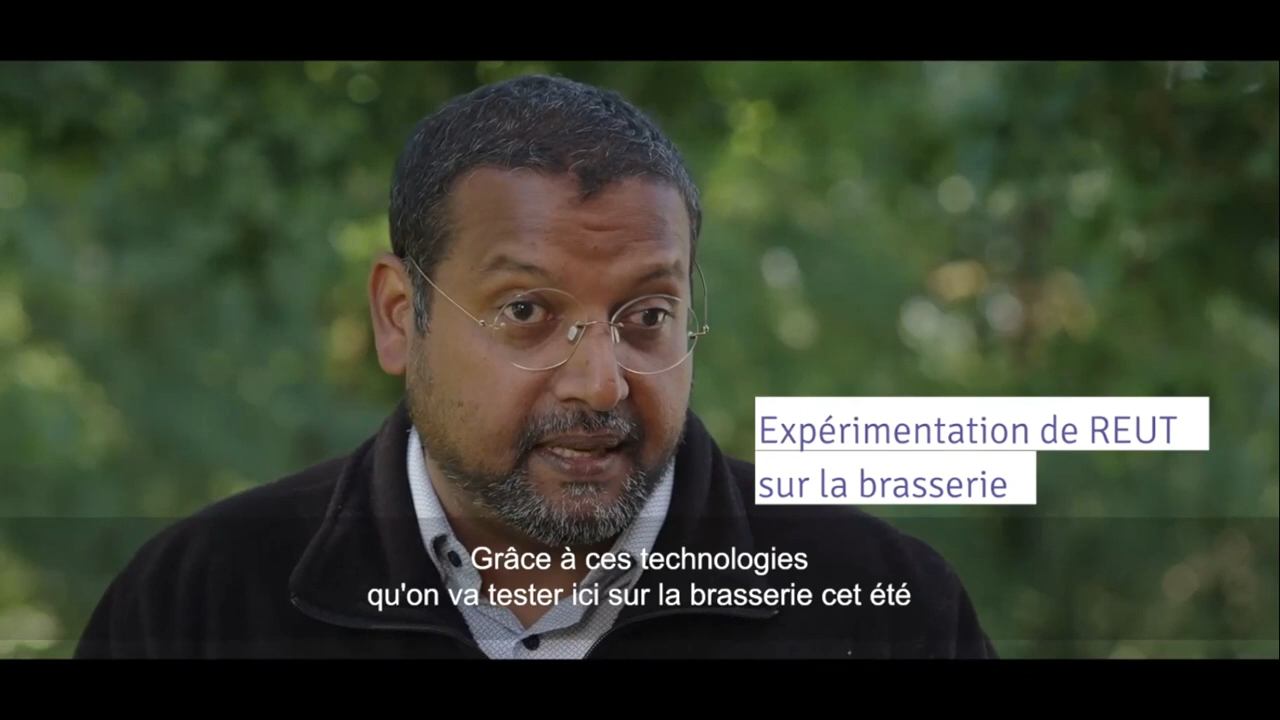 Expérimentation de REUT
sur la brasserie
Grâce à ces technologies
qu'on va tester ici sur la brasserie cet été